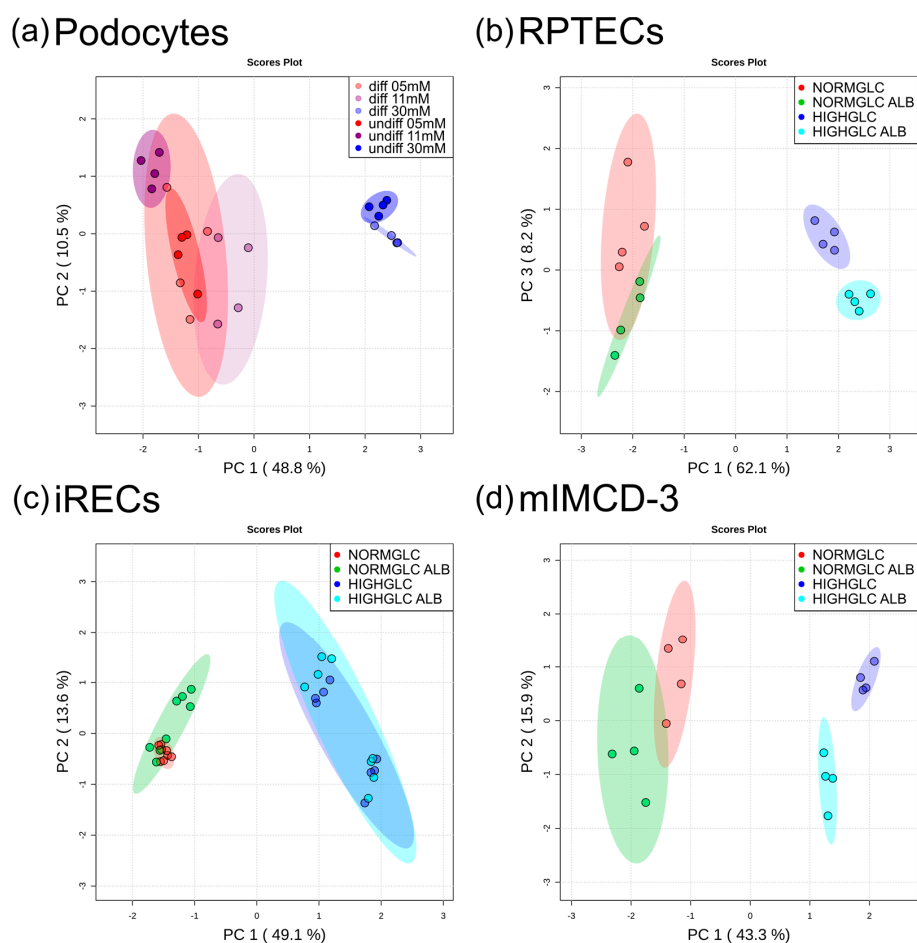 (a) Podocytes
Scores Plot
diff 05mM
diff 11mM
diff 30mM
undiff 05mM
undiff 11mM
undiff 30mM
PC 2 ( 10.5 %)
2
1
0
-1
-2
-3
-2 -1 0 1 2 3
PC 1 ( 48.8 %)
(b) RPTECs
Scores Plot
NORMGLC
NORMGLC ALB
HIGHGLC
HIGHGLC ALB
PC 3 ( 8.2 %)
3
2
1
0
-1
-2
-3 -2 -1 0 1 2 3
PC 1 ( 62.1 %)
(c) iRECs
Scores Plot
NORMGLC
NORMGLC ALB
HIGHGLC
HIGHGLC ALB
PC 2 ( 13.6 %)
3
2
1
0
-1
-2
-3
-2 -1 0 1 2 3
PC 1 ( 49.1 %)
(d) mIMCD-3
Scores Plot
NORMGLC
NORMGLC ALB
HIGHGLC
HIGHGLC ALB
PC 2 ( 15.9 %)
3
2
1
0
-1
-2
-3
-3 -2 -1 0 1 2
PC 1 ( 43.3 %)